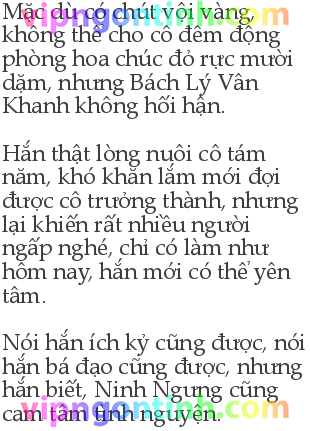 Mặc dù có chút vội vàng,
không thể cho cô đêm động
phòng hoa chúc đỏ rực mười
dặm, nhưng Bách Lý Vân
Khanh không hối hận.

Hắn thật lòng nuôi cô tám
năm, khó khăn lắm mới đợi
được cô trưởng thành, nhưng
lại khiến rất nhiều người
ngấp nghé, chỉ có làm như
hôm nay, hắn mới có thể yên
tâm.

Nói hắn ích kỷ cũng được, nói
hắn bá đạo cũng được, nhưng
hắn biết, Ninh Ngưng cũng
cam tâm tình nguyện.
vipngontinh.com
vipngontinh.com